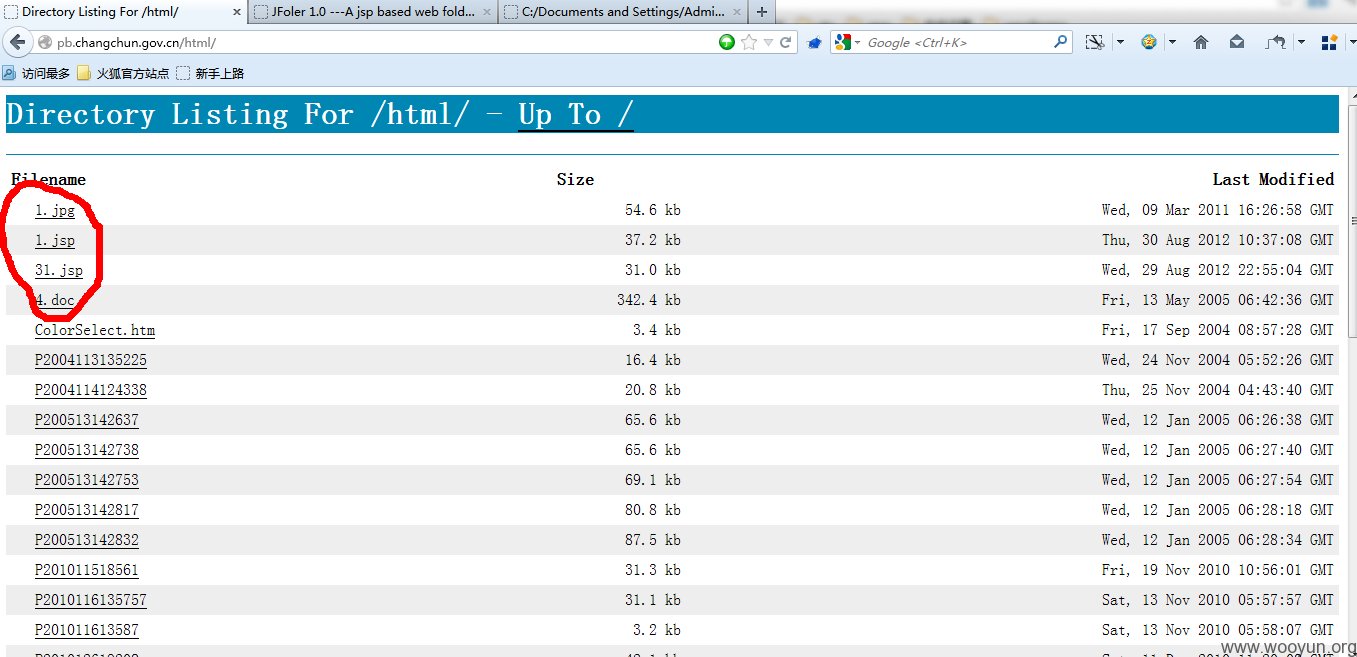 Directory Listing For /html/
JFoler 1.0 ---A jsp based web fold...
C:/Documents and Settings/Admi...
pb.changchun.gov.cn/html/
Google <Ctrl+K>
访问最多 火狐官方站点 新手上路
Directory Listing For /html/ - Up To /
Filename Size Last Modified
1.jpg 54.6 kb Wed, 09 Mar 2011 16:26:58 GMT
1.jsp 37.2 kb Thu, 30 Aug 2012 10:37:08 GMT
31.jsp 31.0 kb Wed, 29 Aug 2012 22:55:04 GMT
4.doc 342.4 kb Fri, 13 May 2005 06:42:36 GMT
ColorSelect.htm 3.4 kb Fri, 17 Sep 2004 08:57:28 GMT
P2004113135225 16.4 kb Wed, 24 Nov 2004 05:52:26 GMT
P2004114124338 20.8 kb Thu, 25 Nov 2004 04:43:40 GMT
P200513142637 65.6 kb Wed, 12 Jan 2005 06:26:38 GMT
P200513142738 65.6 kb Wed, 12 Jan 2005 06:27:40 GMT
P200513142753 69.1 kb Wed, 12 Jan 2005 06:27:54 GMT
P200513142817 80.8 kb Wed, 12 Jan 2005 06:28:18 GMT
P200513142832 87.5 kb Wed, 12 Jan 2005 06:28:34 GMT
P201011518561 31.3 kb Fri, 19 Nov 2010 10:56:01 GMT
P2010116135757 31.1 kb Sat, 13 Nov 2010 05:57:57 GMT
P201011613587 3.2 kb Sat, 13 Nov 2010 05:58:07 GMT
www.wooyun.org